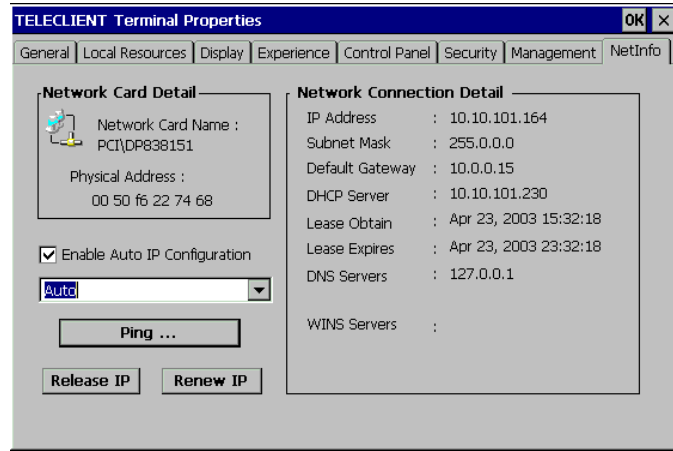 TELECLIENT Terminal Properties OK ×
General Local Resources Display Experience Control Panel Security Management NetInfo
Network Card Detail
Network Card Name :
PCI\DP838151
Physical Address :
00 50 f6 22 74 68
Enable Auto IP Configuration
Auto
Ping ...
Release IP Renew IP
Network Connection Detail
IP Address : 10.10.101.164
Subnet Mask : 255.0.0.0
Default Gateway : 10.0.0.15
DHCP Server : 10.10.101.230
Lease Obtain : Apr 23, 2003 15:32:18
Lease Expires : Apr 23, 2003 23:32:18
DNS Servers : 127.0.0.1
WINS Servers :